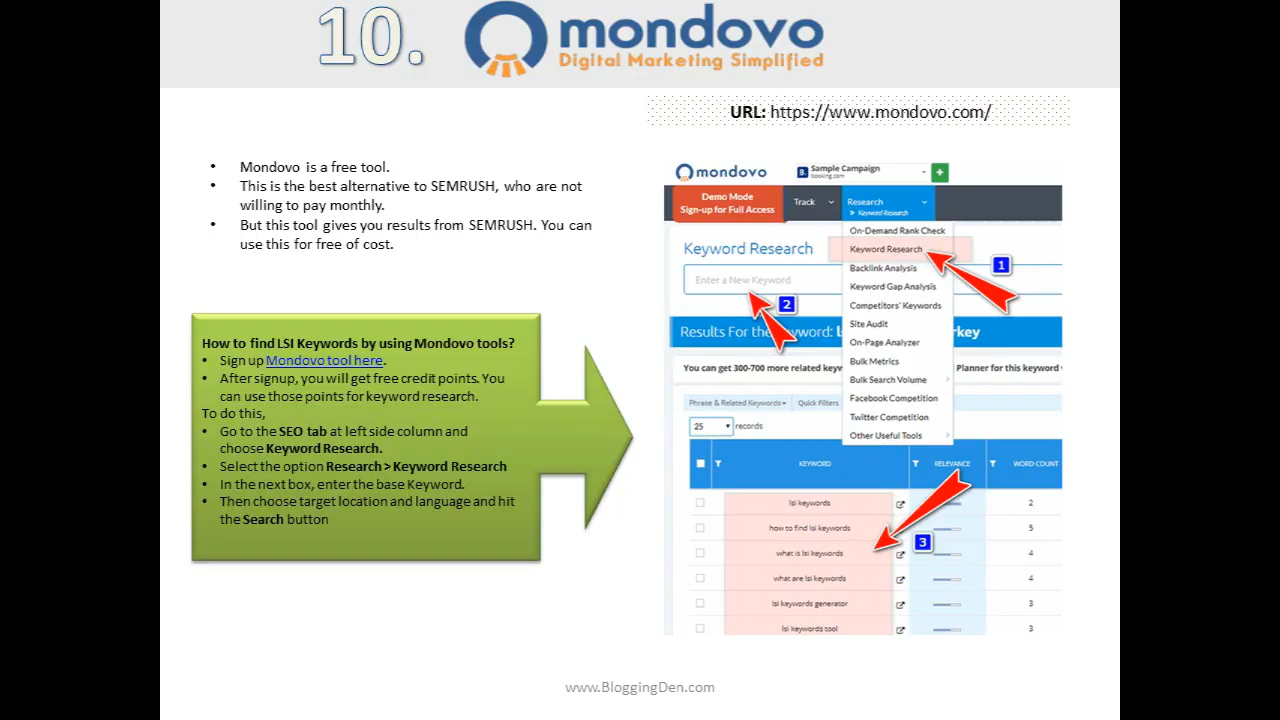 10.
mondovo
Digital Marketing Simplified
URL: https://www.mondovo.com/
• Mondovo is a free tool.
• This is the best alternative to SEMRUSH, who are not
willing to pay monthly.
• But this tool gives you results from SEMRUSH. You can
use this for free of cost.
How to find LSI Keywords by using Mondovo tools?
• Sign up Mondovo tool here.
• After signup, you will get free credit points. You
can use those points for keyword research.
To do this,
• Go to the SEO tab at left side column and
choose Keyword Research.
• Select the option Research > Keyword Research
• In the next box, enter the base Keyword.
• Then choose target location and language and hit
the Search button
mondovo
B. Sample Campaign
booking.com
+
Demo Mode
Sign-up for Full Access
Track
Research
» Keyword Research
On-Demand Rank Check
Keyword Research
Backlink Analysis
Keyword Gap Analysis
Competitors' Keywords
Site Audit
On-Page Analyzer
Bulk Metrics
Bulk Search Volume
Facebook Competition
Twitter Competition
Other Useful Tools
1
Keyword Research
Enter a New Keyword
2
Results For the Keyword:
key
You can get 300-700 more related
Planner for this keyword
Phrase & Related Keywords
Quick Filters
25 records
KEYWORD RELEVANCE WORD COUNT
lsi keywords 2
how to find lsi keywords 5
what is lsi keywords 4
3
what are lsi keywords 4
lsi keywords generator 3
lsi keywords tool 3
www.BloggingDen.com